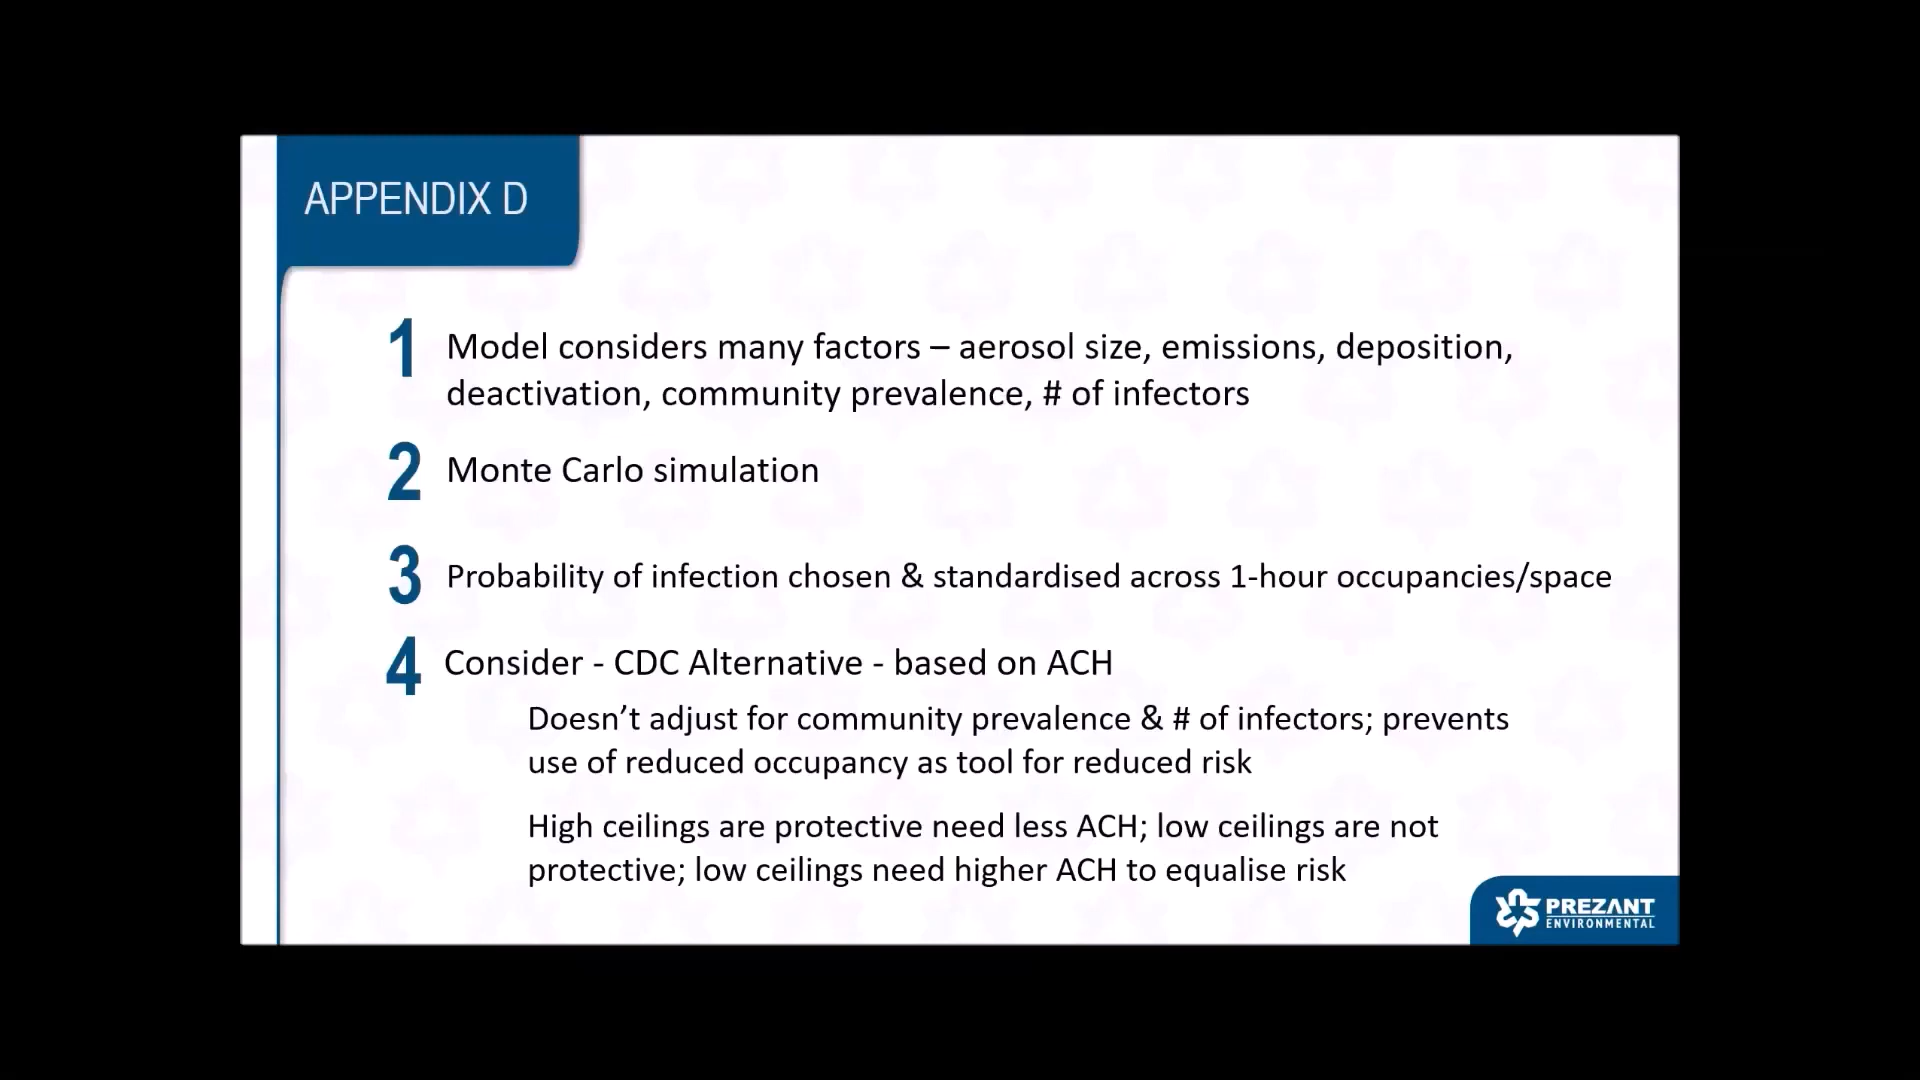 APPENDIX D
1 Model considers many factors – aerosol size, emissions, deposition,
deactivation, community prevalence, # of infectors
2 Monte Carlo simulation
3 Probability of infection chosen & standardised across 1-hour occupancies/space
4 Consider - CDC Alternative - based on ACH
Doesn’t adjust for community prevalence & # of infectors; prevents
use of reduced occupancy as tool for reduced risk
High ceilings are protective need less ACH; low ceilings are not
protective; low ceilings need higher ACH to equalise risk
PREZANT
ENVIRONMENTAL